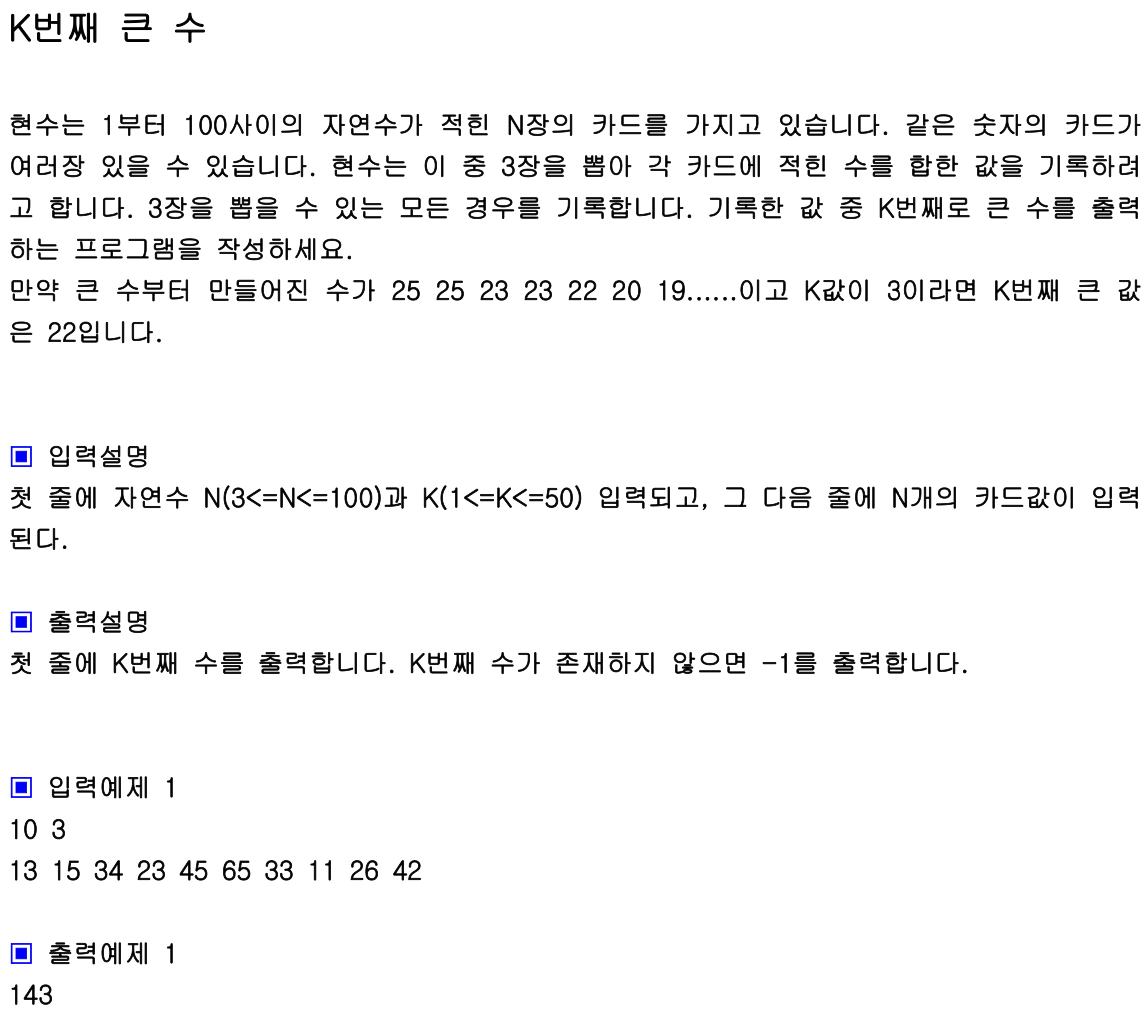 K번째 큰 수
현수는 1부터 100사이의 자연수가 적힌 N장의 카드를 가지고 있습니다. 같은 숫자의 카드가
여러장 있을 수 있습니다. 현수는 이 중 3장을 뽑아 각 카드에 적힌 수를 합한 값을 기록하려
고 합니다. 3장을 뽑을 수 있는 모든 경우를 기록합니다. 기록한 값 중 K번째로 큰 수를 출력
하는 프로그램을 작성하세요.
만약 큰 수부터 만들어진 수가 25 25 23 23 22 20 19......이고 K값이 3이라면 K번째 큰 값
은 22입니다.
▣ 입력설명
첫 줄에 자연수 N(3<=N<=100)과 K(1<=K<=50) 입력되고, 그 다음 줄에 N개의 카드값이 입력
된다.
▣ 출력설명
첫 줄에 K번째 수를 출력합니다. K번째 수가 존재하지 않으면 -1를 출력합니다.
▣ 입력예제 1
10 3
13 15 34 23 45 65 33 11 26 42
▣ 출력예제 1
143